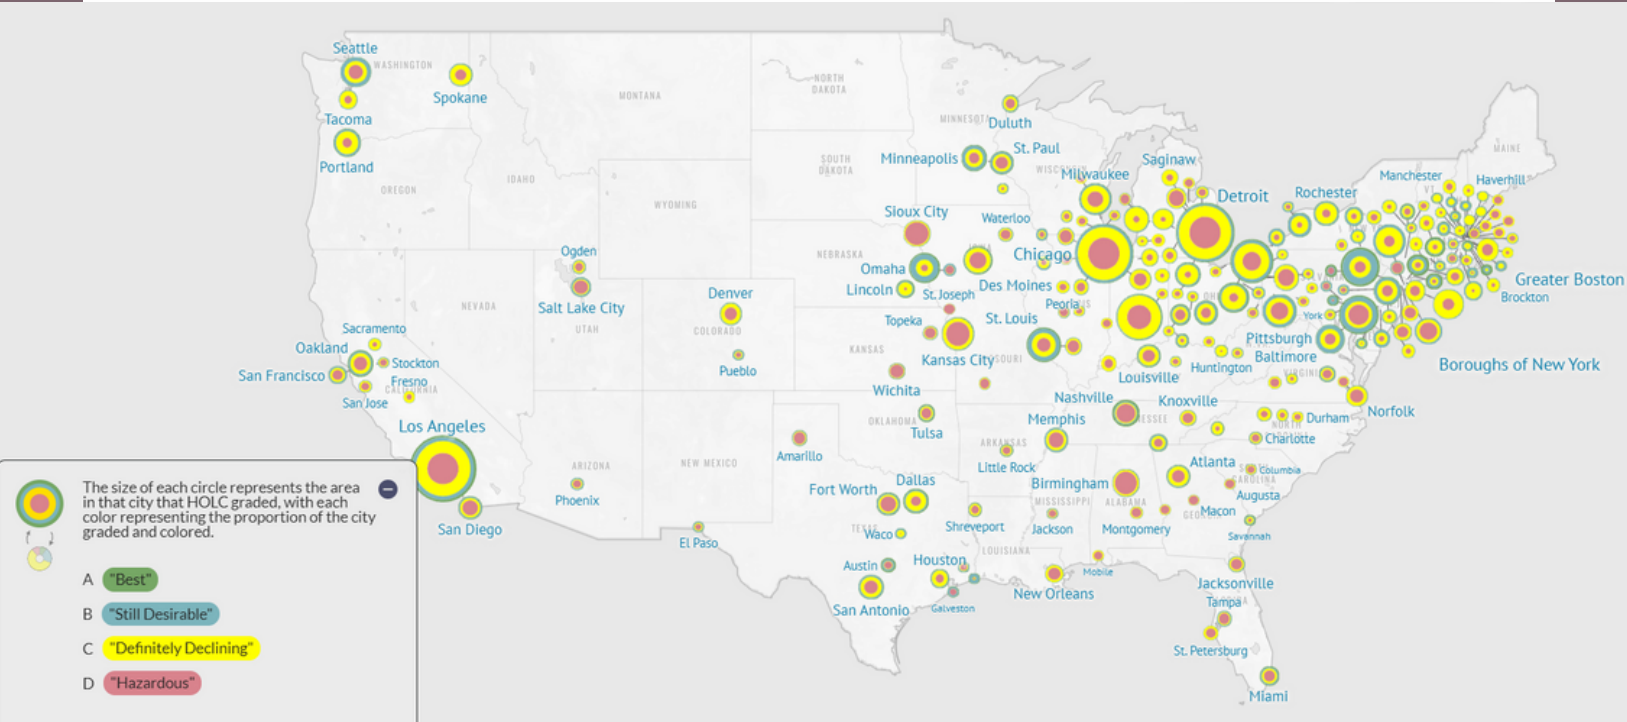 Seattle
WASHINGTON
Spokane
Tacoma
Portland
OREGON
IDAHO
MONTANA
NORTH
DAKOTA
SOUTH
DAKOTA
WYOMING
MINNESOTA
Duluth
Minneapolis
St. Paul
Milwaukee
Saginaw
Detroit
Rochester
Manchester
Haverhill
MAINE
Sioux City
Waterloo
Chicago
NEBRASKA
Omaha
Lincoln
Des Moines
St. Joseph
Peoria
Topeka
St. Louis
Kansas City
KANSAS
Wichita
Greater Boston
Brockton
York
Pittsburgh
Baltimore
Boroughs of New York
Huntington
Louisville
Ogden
Salt Lake City
UTAH
NEVADA
Denver
COLORADO
Pueblo
Sacramento
Oakland
Stockton
San Francisco
Fresno
CALIFORNIA
San Jose
Los Angeles
San Diego
ARIZONA
Phoenix
NEW MEXICO
El Paso
Amarillo
OKLAHOMA
Tulsa
ARKANSAS
Little Rock
Nashville
Memphis
Knoxville
Norfolk
Durham
Charlotte
Columbia
Atlanta
Augusta
Birmingham
MISSISSIPPI
ALABAMA
Macon
Jackson
Montgomery
Savannah
Fort Worth
Dallas
Waco
Shreveport
LOUISIANA
Austin
Houston
San Antonio
Galveston
New Orleans
Mobile
Jacksonville
Tampa
St. Petersburg
Miami
The size of each circle represents the area
in that city that HOLC graded, with each
color representing the proportion of the city
graded and colored.
A "Best"
B "Still Desirable"
C "Definitely Declining"
D "Hazardous"